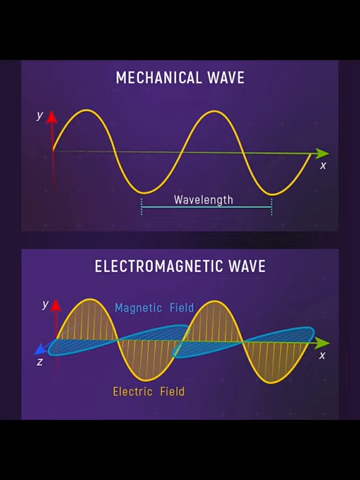 MECHANICAL WAVE
y
x
Wavelength
ELECTROMAGNETIC WAVE
y
Magnetic Field
x
z
Electric Field